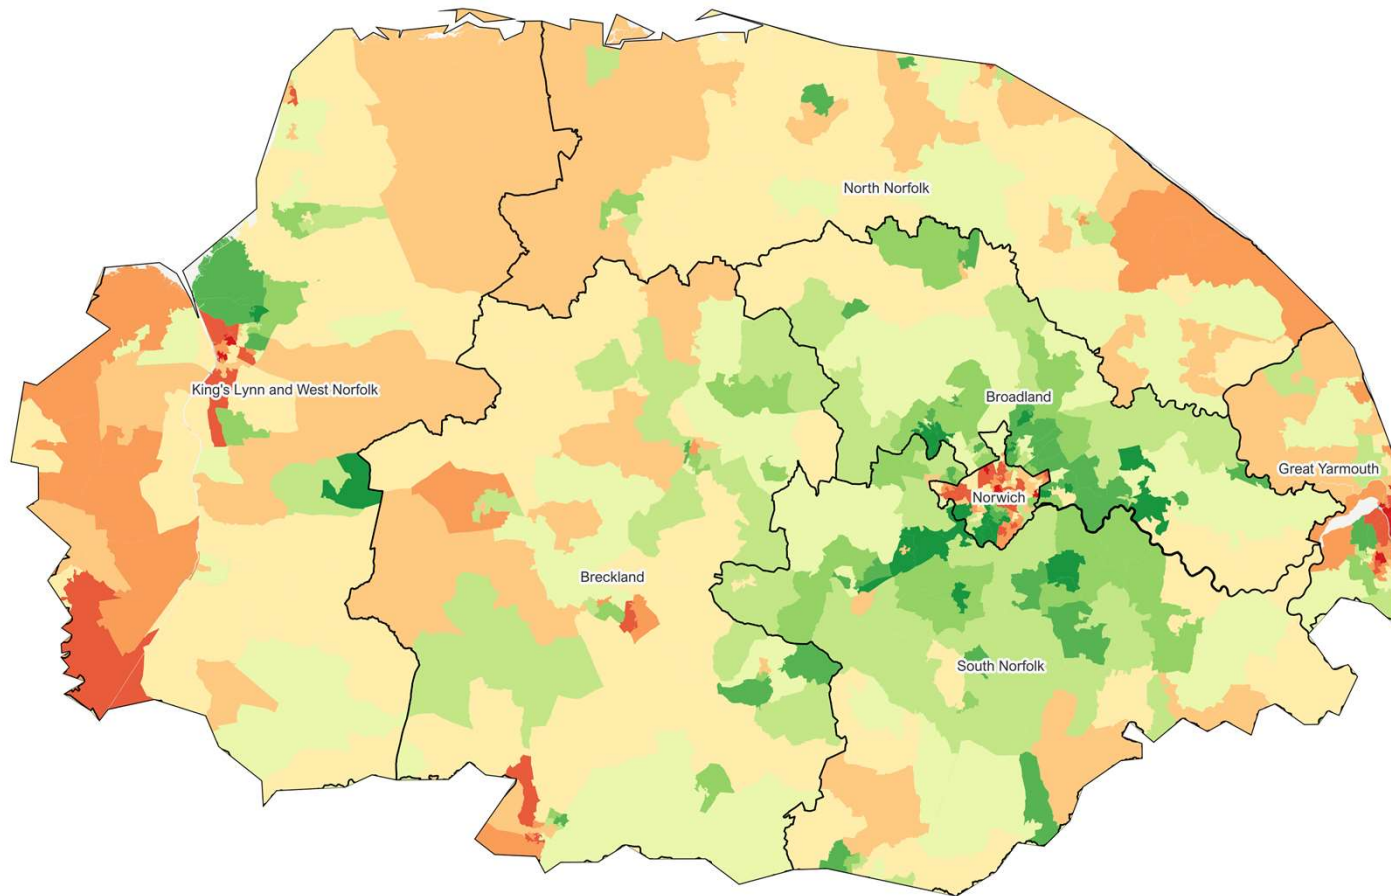 North Norfolk
King's Lynn and West Norfolk
Broadland
Great Yarmouth
Norwich
Breckland
South Norfolk